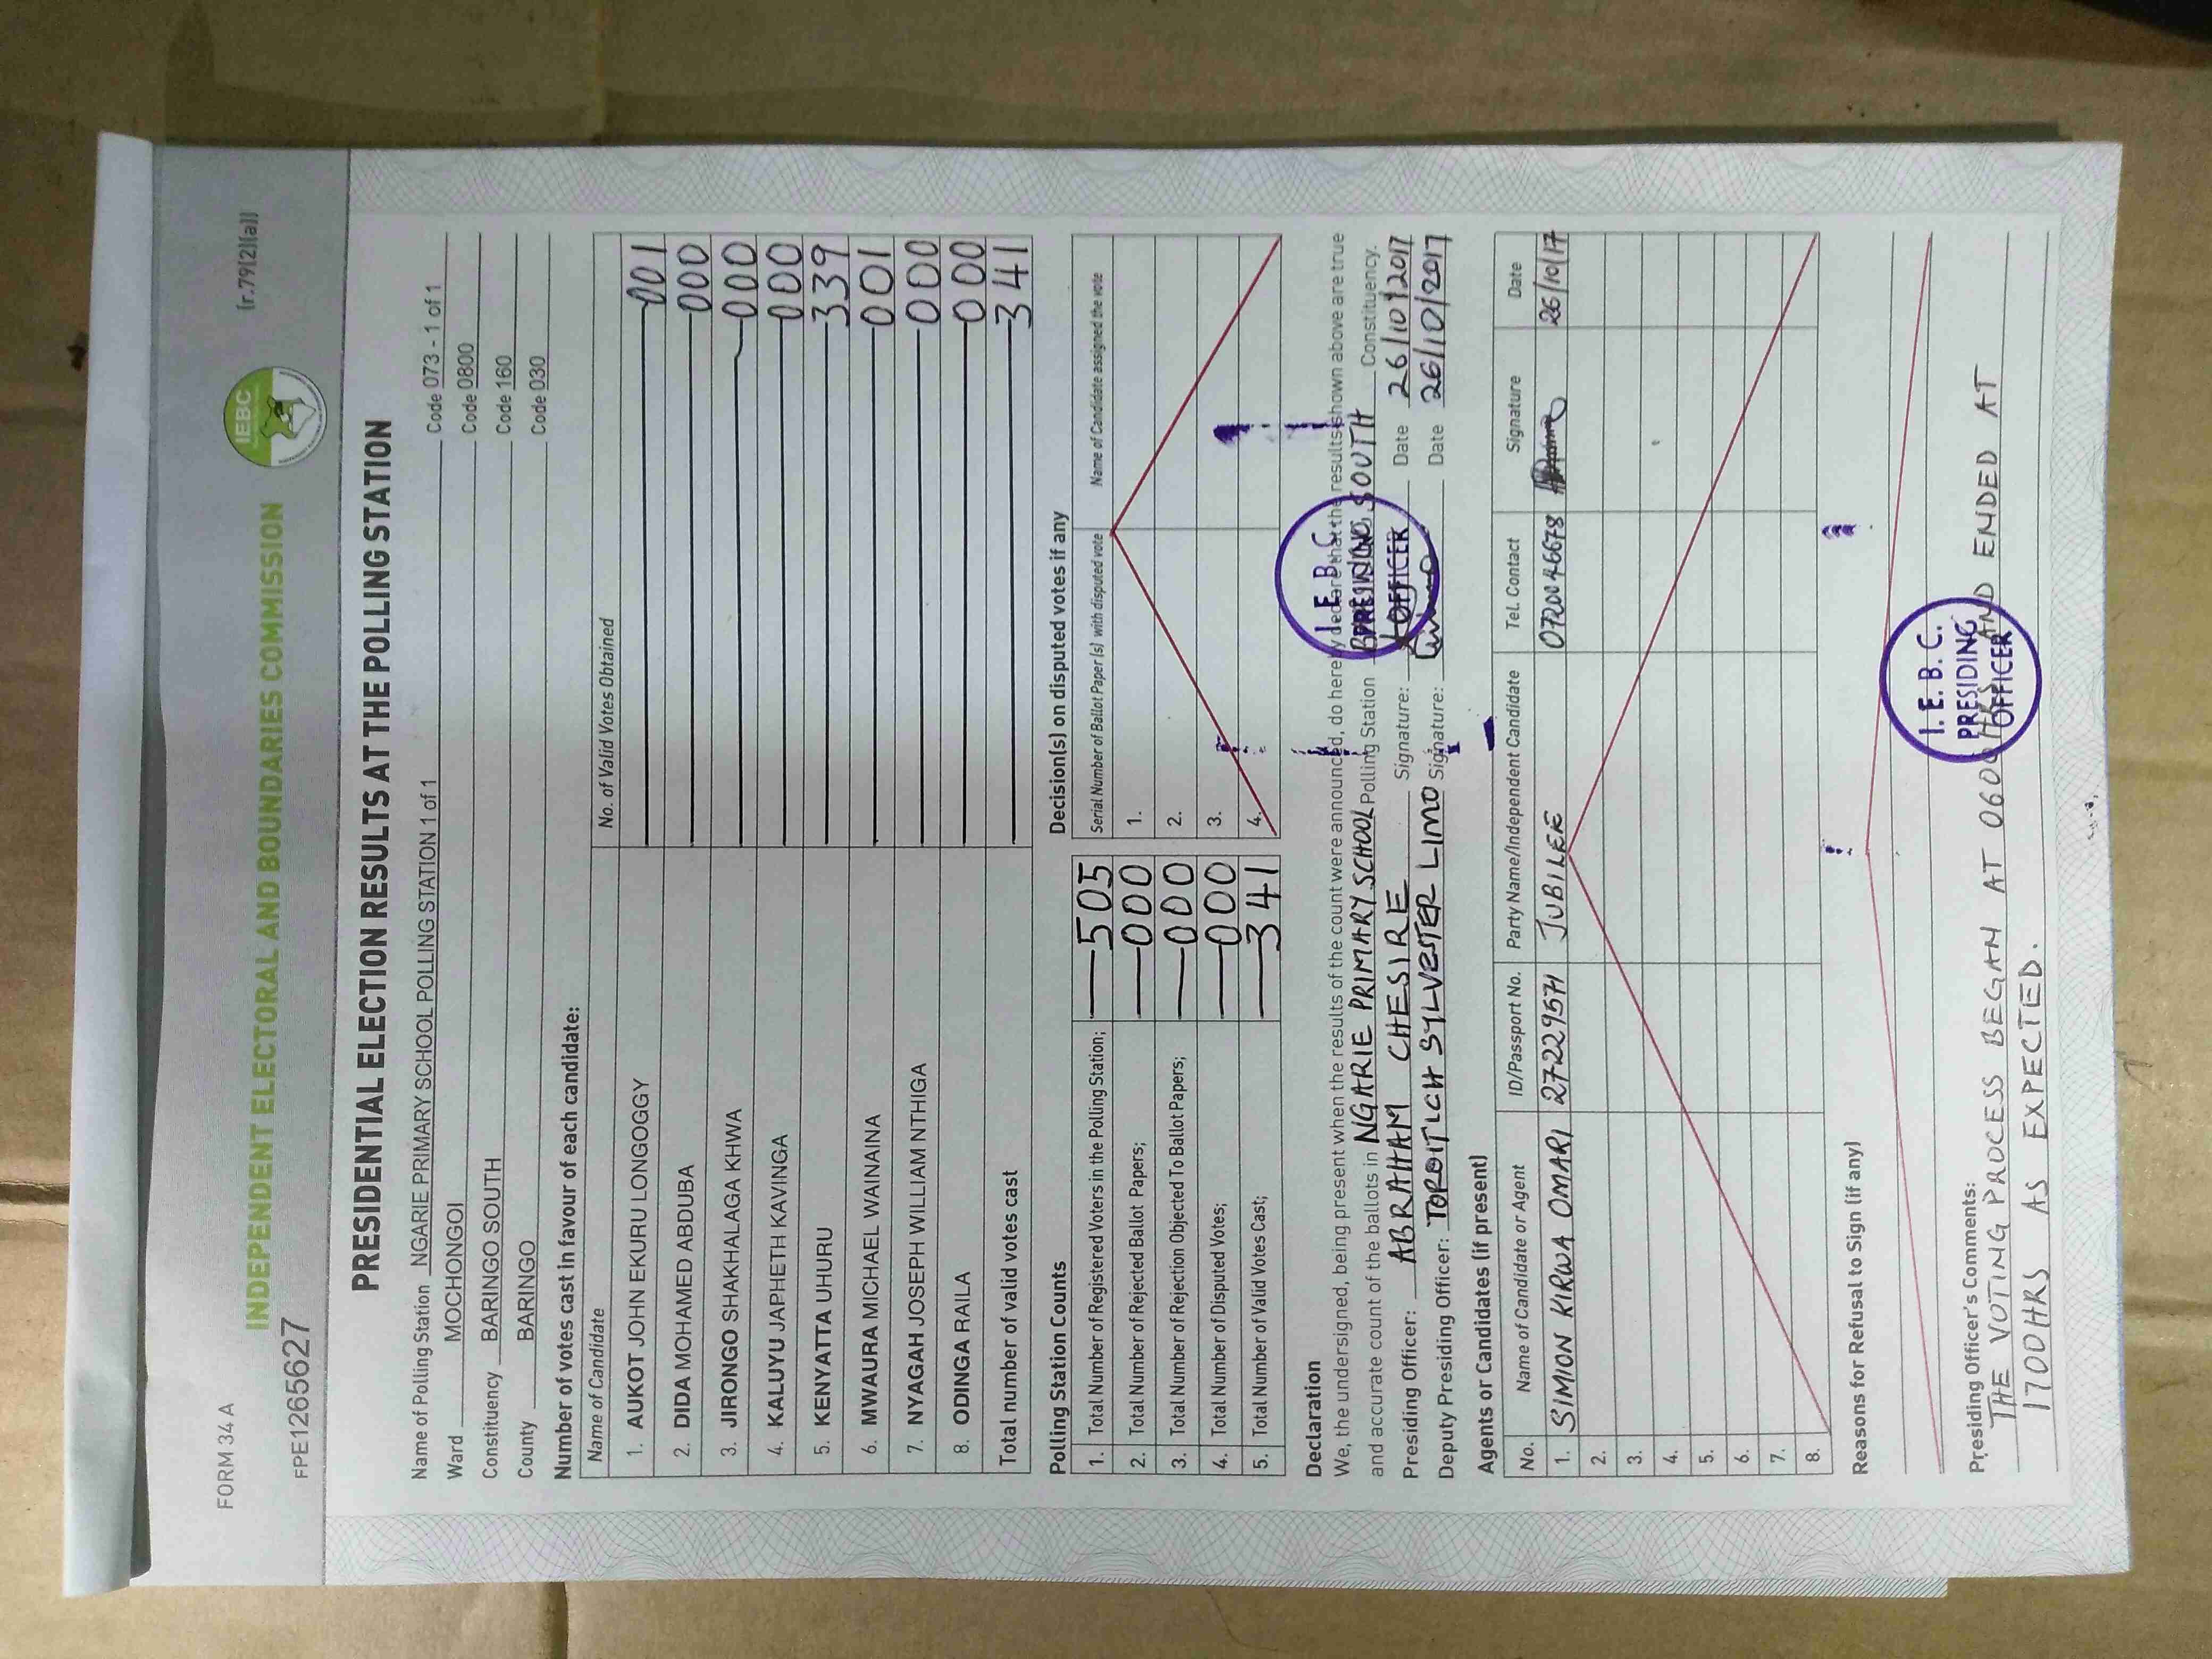 FORM 34 A
(r.79(2)(a))
IEBC
FPE1265627
INDEPENDENT ELECTORAL AND BOUNDARIES COMMISSION
PRESIDENTIAL ELECTION RESULTS AT THE POLLING STATION
Name of Polling Station NGARIE PRIMARY SCHOOL POLLING STATION 1 of 1 Code 073 - 1 of 1
Ward MOCHONGOI Code 0800
Constituency BARINGO SOUTH Code 160
County BARINGO Code 030
Number of votes cast in favour of each candidate:
Name of Candidate No. of Valid Votes Obtained
1. AUKOT JOHN EKURU LONGOGGY 001
2. DIDA MOHAMED ABDUBA 000
3. JIRONGO SHAKHALAGA KHWA 000
4. KALUYU JAPHETH KAVINGA 000
5. KENYATTA UHURU 339
6. MWAURA MICHAEL WAINAINA 001
7. NYAGAH JOSEPH WILLIAM NTHIGA 000
8. ODINGA RAILA 000
Total number of valid votes cast 341
Polling Station Counts
1. Total Number of Registered Voters in the Polling Station; 505
2. Total Number of Rejected Ballot Papers; 000
3. Total Number of Rejection Objected To Ballot Papers; 000
4. Total Number of Disputed Votes; 000
5. Total Number of Valid Votes Cast; 341
Decision(s) on disputed votes if any
Serial Number of Ballot Paper (s) with disputed vote Name of Candidate assigned the vote
1.
2.
3.
4.
Declaration
We, the undersigned, being present when the results of the count were announced, do hereby declare that the results shown above are true
and accurate count of the ballots in NGARIE PRIMARY SCHOOL Polling Station BARINGO SOUTH Constituency.
Presiding Officer: ABRAHAM CHESIRE Signature: Date 26/10/2017
Deputy Presiding Officer: TOROITICH SYLVESTER LIMO Signature: Date 26/10/2017
I. E. B. C.
PRESIDING
OFFICER
Agents or Candidates (if present)
No. Name of Candidate or Agent ID/Passport No. Party Name/Independent Candidate Tel. Contact Signature Date
1. SIMION KIRWA OMARI 27229571 JUBILEE 0720046678 26/10/17
2.
3.
4.
5.
6.
7.
8.
Reasons for Refusal to Sign (if any)
I. E. B. C.
PRESIDING
OFFICER
Presiding Officer's Comments:
THE VOTING PROCESS BEGAN AT 0600HRS AND ENDED AT
1700HRS AS EXPECTED.